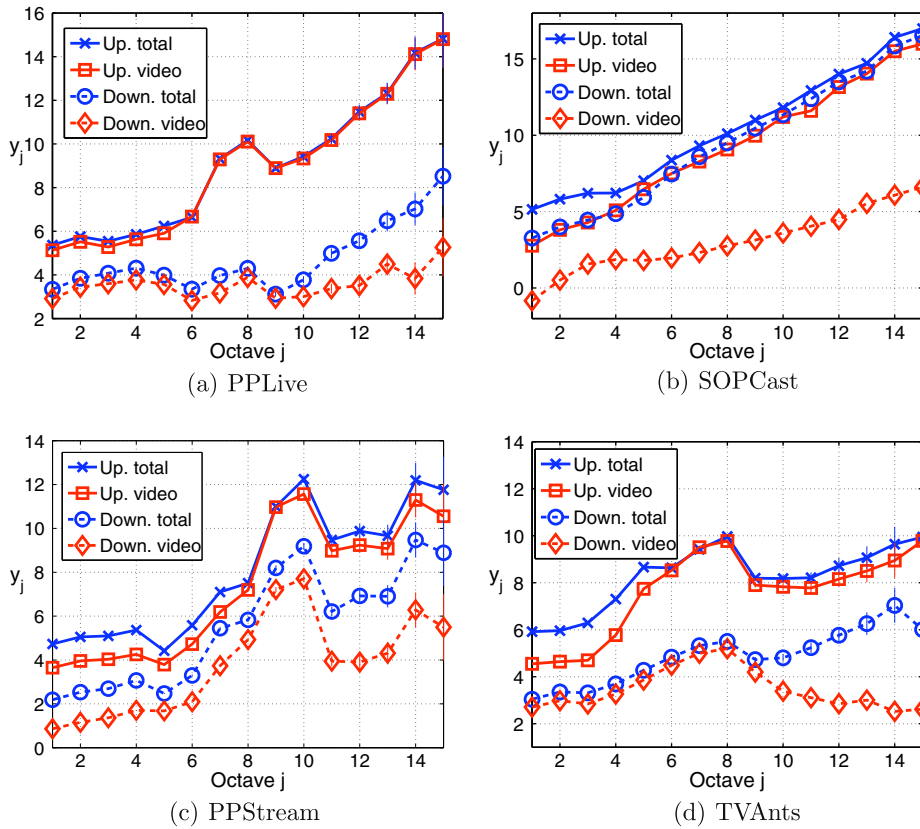 16
14
12
10
8
6
4
2
y_j
Up. total
Up. video
Down. total
Down. video
2 4 6 8 10 12 14
Octave j
(a) PPLive
15
10
5
0
y_j
Up. total
Up. video
Down. total
Down. video
2 4 6 8 10 12 14
Octave j
(b) SOPCast
14
12
10
8
6
4
2
0
y_j
Up. total
Up. video
Down. total
Down. video
2 4 6 8 10 12 14
Octave j
(c) PPStream
14
12
10
8
6
4
2
y_j
Up. total
Up. video
Down. total
Down. video
2 4 6 8 10 12 14
Octave j
(d) TVAnts